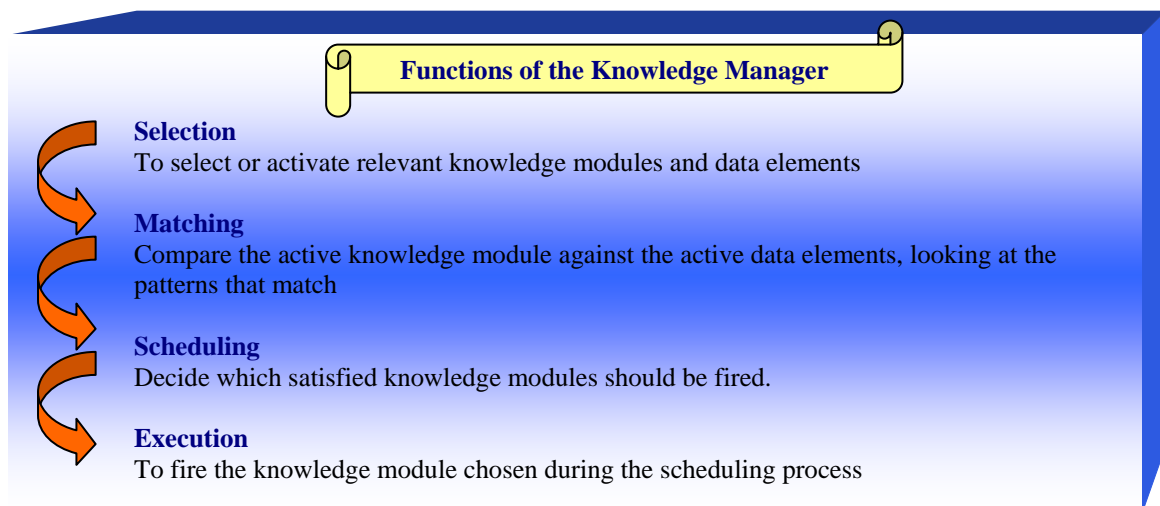 Functions of the Knowledge Manager
Selection
To select or activate relevant knowledge modules and data elements
Matching
Compare the active knowledge module against the active data elements, looking at the
patterns that match
Scheduling
Decide which satisfied knowledge modules should be fired.
Execution
To fire the knowledge module chosen during the scheduling process